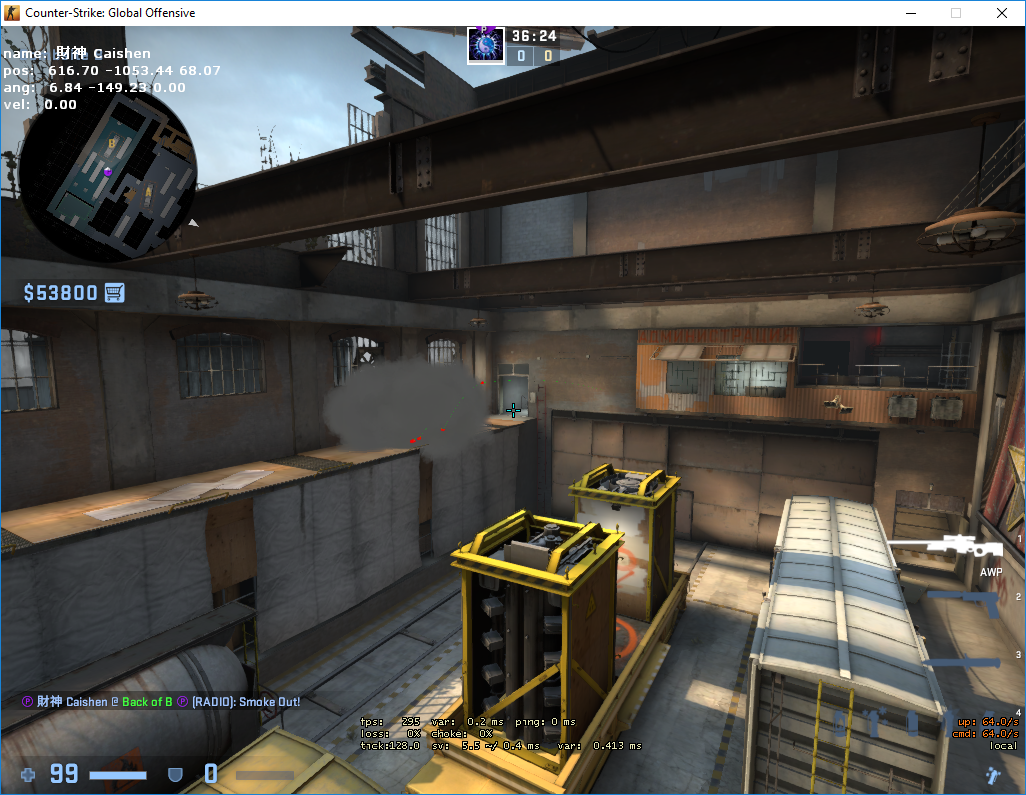 Counter-Strike: Global Offensive
name: 財神 Caishen
pos: 616.70 -1053.44 68.07
ang: 6.84 -149.23 0.00
vel: 0.00
36:24
0 0
B
A
$53800
1
AWP
2
3
4
Ⓟ 財神 Caishen @ Back of B Ⓟ [RADIO]: Smoke Out!
fps: 295 var: 0.2 ms ping: 0 ms
loss: 0% choke: 0%
tick:128.0 sv: 5.5 ~/ 0.4 ms var: 0.413 ms
up: 64.0/s
cmd: 64.0/s
local
99 0